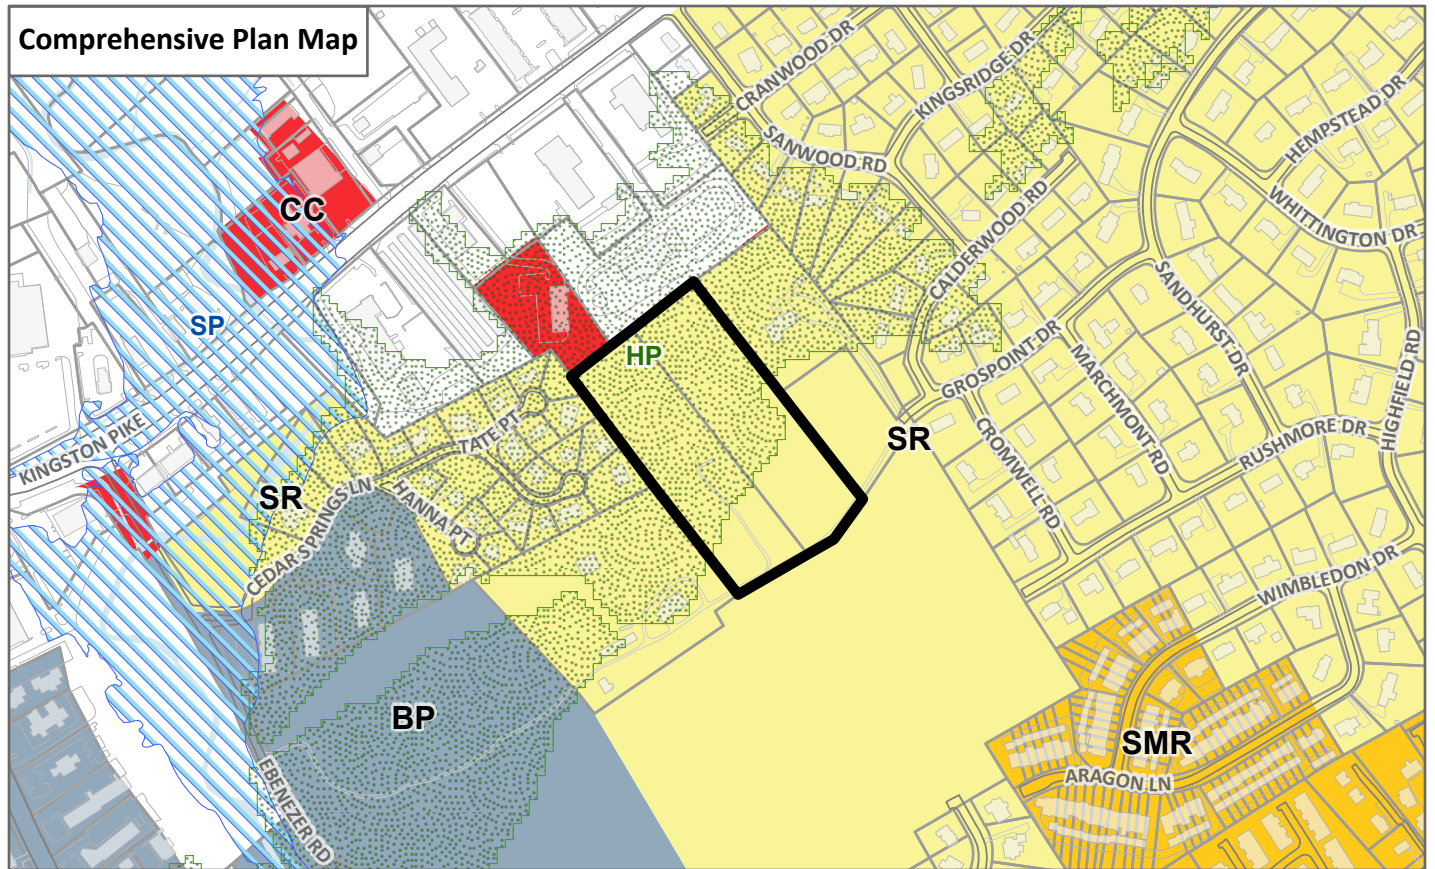 Comprehensive Plan Map
CRANWOOD DR
KINGSRIDGE DR
HEMPSTEAD DR
SANWOOD RD
CC
CALDERWOOD RD
WHITTINGTON DR
SP
SANDHURST DR
HP
GROSPOINT DR
MARCHMONT RD
HIGHFIELD RD
KINGSTON PIKE
TATE PT
SR
CROMWELL RD
RUSHMORE DR
SR
HANNA PT
CEDAR SPRINGS LN
WIMBLEDON DR
BP
SMR
ARAGON LN
EBENEZER RD